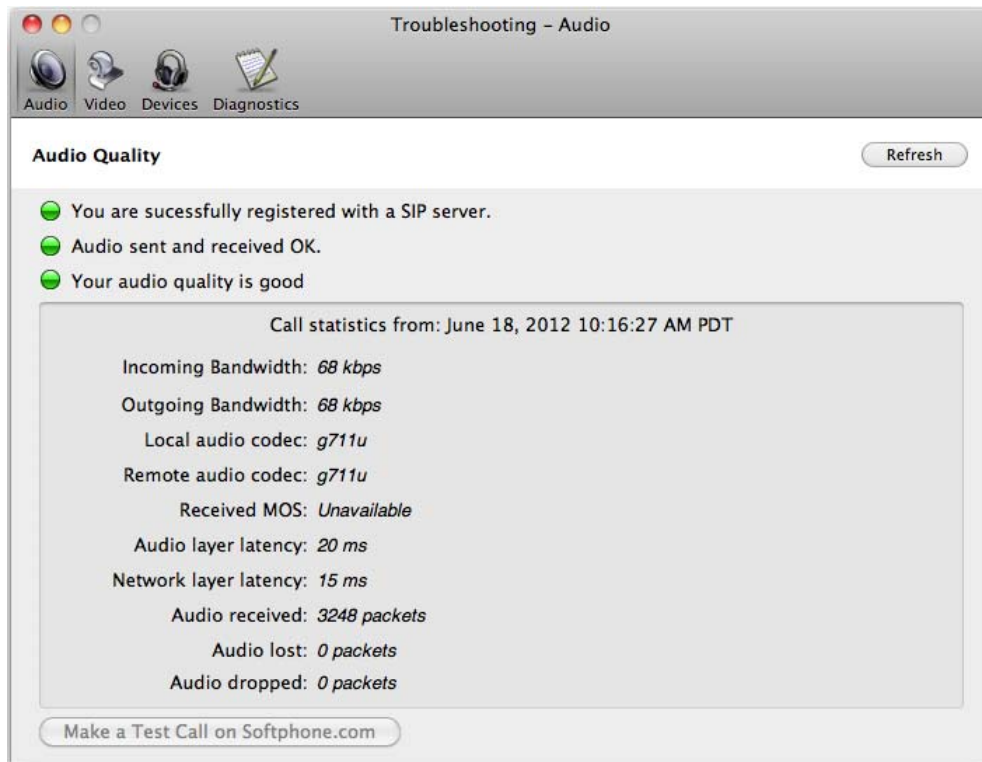 Troubleshooting – Audio
Audio Video Devices Diagnostics
Audio Quality Refresh
You are sucessfully registered with a SIP server.
Audio sent and received OK.
Your audio quality is good
Call statistics from: June 18, 2012 10:16:27 AM PDT
Incoming Bandwidth: 68 kbps
Outgoing Bandwidth: 68 kbps
Local audio codec: g711u
Remote audio codec: g711u
Received MOS: Unavailable
Audio layer latency: 20 ms
Network layer latency: 15 ms
Audio received: 3248 packets
Audio lost: 0 packets
Audio dropped: 0 packets
Make a Test Call on Softphone.com